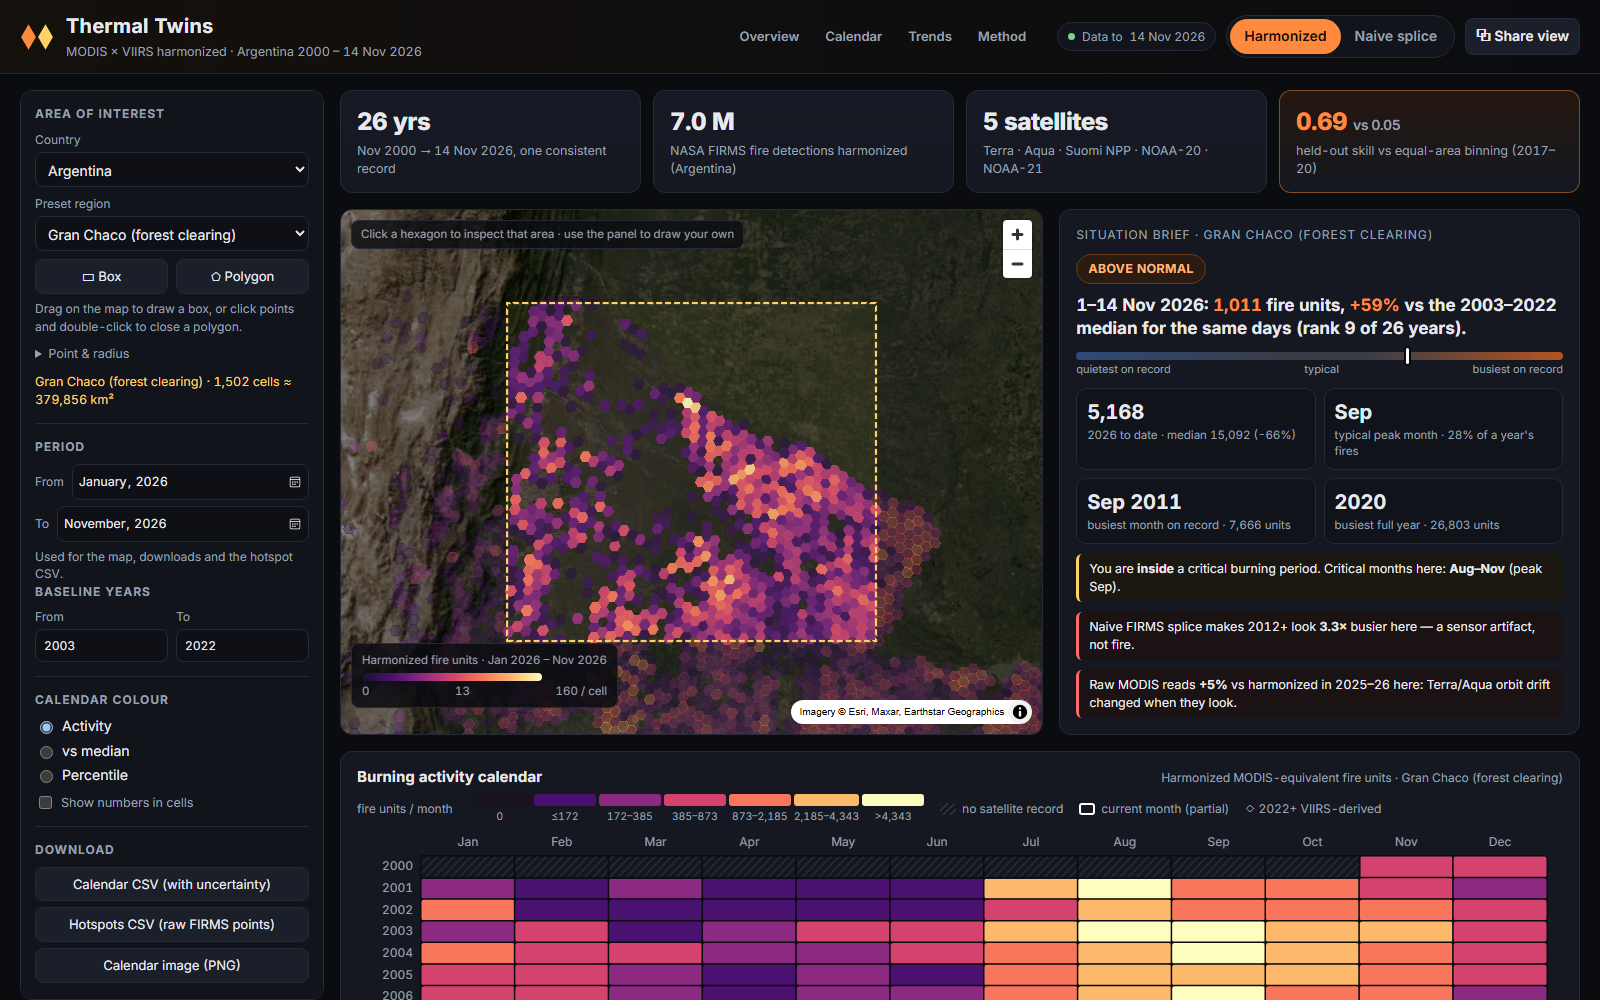 Thermal Twins
MODIS × VIIRS harmonized · Argentina 2000 – 14 Nov 2026
Overview
Calendar
Trends
Method
Data to 14 Nov 2026
Harmonized
Naive splice
Share view
AREA OF INTEREST
Country
Argentina
Preset region
Gran Chaco (forest clearing)
Box
Polygon
Drag on the map to draw a box, or click points
and double-click to close a polygon.
Point & radius
Gran Chaco (forest clearing) · 1,502 cells ≈
379,856 km²
PERIOD
From January, 2026
To November, 2026
Used for the map, downloads and the hotspot
CSV.
BASELINE YEARS
From To
2003 2022
CALENDAR COLOUR
Activity
vs median
Percentile
Show numbers in cells
DOWNLOAD
Calendar CSV (with uncertainty)
Hotspots CSV (raw FIRMS points)
Calendar image (PNG)
26 yrs
Nov 2000 → 14 Nov 2026, one consistent
record
7.0 M
NASA FIRMS fire detections harmonized
(Argentina)
5 satellites
Terra · Aqua · Suomi NPP · NOAA-20 ·
NOAA-21
0.69 vs 0.05
held-out skill vs equal-area binning (2017–
20)
Click a hexagon to inspect that area · use the panel to draw your own
+
−
Harmonized fire units · Jan 2026 – Nov 2026
0 13 160 / cell
Imagery © Esri, Maxar, Earthstar Geographics
SITUATION BRIEF · GRAN CHACO (FOREST CLEARING)
ABOVE NORMAL
1–14 Nov 2026: 1,011 fire units, +59% vs the 2003–2022
median for the same days (rank 9 of 26 years).
quietest on record typical busiest on record
5,168
2026 to date · median 15,092 (-66%)
Sep
typical peak month · 28% of a year's
fires
Sep 2011
busiest month on record · 7,666 units
2020
busiest full year · 26,803 units
You are inside a critical burning period. Critical months here: Aug–Nov (peak
Sep).
Naive FIRMS splice makes 2012+ look 3.3× busier here — a sensor artifact,
not fire.
Raw MODIS reads +5% vs harmonized in 2025–26 here: Terra/Aqua orbit drift
changed when they look.
Burning activity calendar
Harmonized MODIS-equivalent fire units · Gran Chaco (forest clearing)
fire units / month
0 ≤172 172–385 385–873 873–2,185 2,185–4,343 >4,343
no satellite record
current month (partial)
◇ 2022+ VIIRS-derived
Jan Feb Mar Apr May Jun Jul Aug Sep Oct Nov Dec
2000
2001
2002
2003
2004
2005
2006